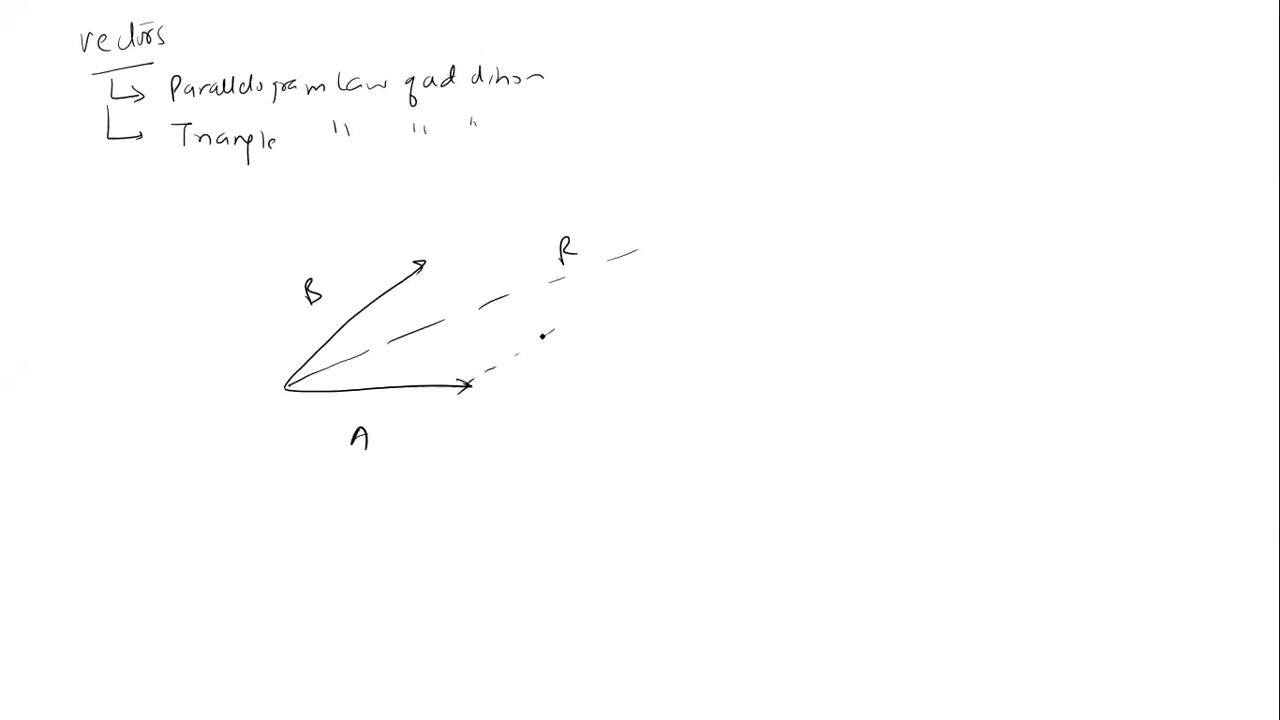 vectors
Parallelogram law of addition
Triangle " " "
R
B
A